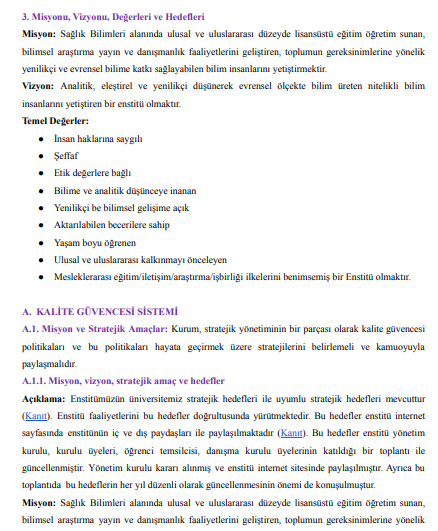 3. Misyonu, Vizyonu, Değerleri ve Hedefleri
Misyon: Sağlık Bilimleri alanında ulusal ve uluslararası düzeyde lisansüstü eğitim öğretim sunan,
bilimsel araştırma yayın ve danışmanlık faaliyetlerini geliştiren, toplumun gereksinimlerine yönelik
yenilikçi ve evrensel bilime katkı sağlayabilen bilim insanlarını yetiştirmektir.
Vizyon: Analitik, eleştirel ve yenilikçi düşünerek evrensel ölçekte bilim üreten nitelikli bilim
insanlarını yetiştiren bir enstitü olmaktır.
Temel Değerler:
● İnsan haklarına saygılı
● Şeffaf
● Etik değerlere bağlı
● Bilime ve analitik düşünceye inanan
● Yenilikçi be bilimsel gelişime açık
● Aktarılabilen becerilere sahip
● Yaşam boyu öğrenen
● Ulusal ve uluslararası kalkınmayı önceleyen
● Mesleklerarası eğitim/iletişim/araştırma/işbirliği ilkelerini benimsemiş bir Enstitü olmaktır.
A. KALİTE GÜVENCESİ SİSTEMİ
A.1. Misyon ve Stratejik Amaçlar: Kurum, stratejik yönetiminin bir parçası olarak kalite güvencesi
politikaları ve bu politikaları hayata geçirmek üzere stratejilerini belirlemeli ve kamuoyuyla
paylaşmalıdır.
A.1.1. Misyon, vizyon, stratejik amaç ve hedefler
Açıklama: Enstitümüzün üniversitemiz stratejik hedefleri ile uyumlu stratejik hedefleri mevcuttur
(Kanıt). Enstitü faaliyetlerini bu hedefler doğrultusunda yürütmektedir. Bu hedefler enstitü internet
sayfasında enstitünün iç ve dış paydaşları ile paylaşılmaktadır (Kanıt). Bu hedefler enstitü yönetim
kurulu, kurulu üyeleri, öğrenci temsilcisi, danışma kurulu üyelerinin katıldığı bir toplantı ile
güncellenmiştir. Yönetim kurulu kararı alınmış ve enstitü internet sitesinde paylaşılmıştır. Ayrıca bu
toplantıda bu hedeflerin her yıl düzenli olarak güncellenmesinin önemi de konuşulmuştur.
Misyon: Sağlık Bilimleri alanında ulusal ve uluslararası düzeyde lisansüstü eğitim öğretim sunan,
bilimsel araştırma yayın ve danışmanlık faaliyetlerini geliştiren, toplumun gereksinimlerine yönelik